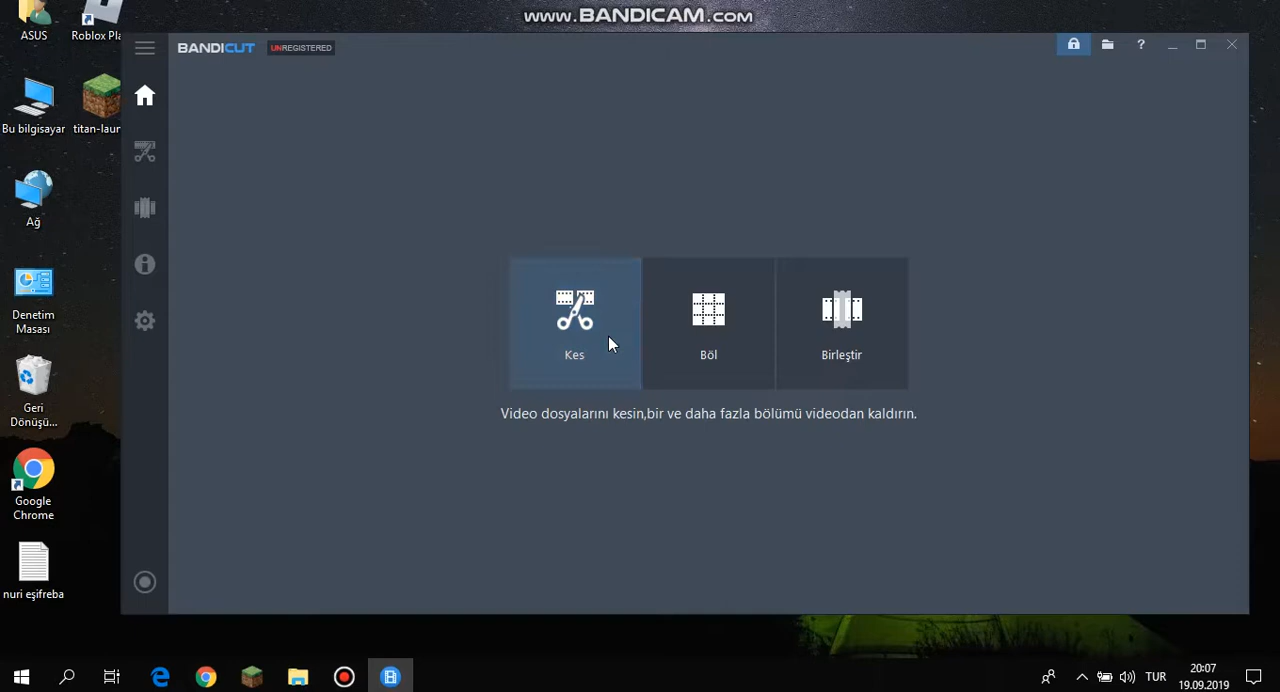 www.BANDICAM.com
ASUS
Roblox Pla
BANDICUT
UNREGISTERED
?
Bu bilgisayar
titan-laun
Ağ
Denetim
Masası
Kes
Böl
Birleştir
Video dosyalarını kesin,bir ve daha fazla bölümü videodan kaldırın.
Geri
Dönüşü...
Google
Chrome
nuri eşifreba
TUR
20:07
19.09.2019